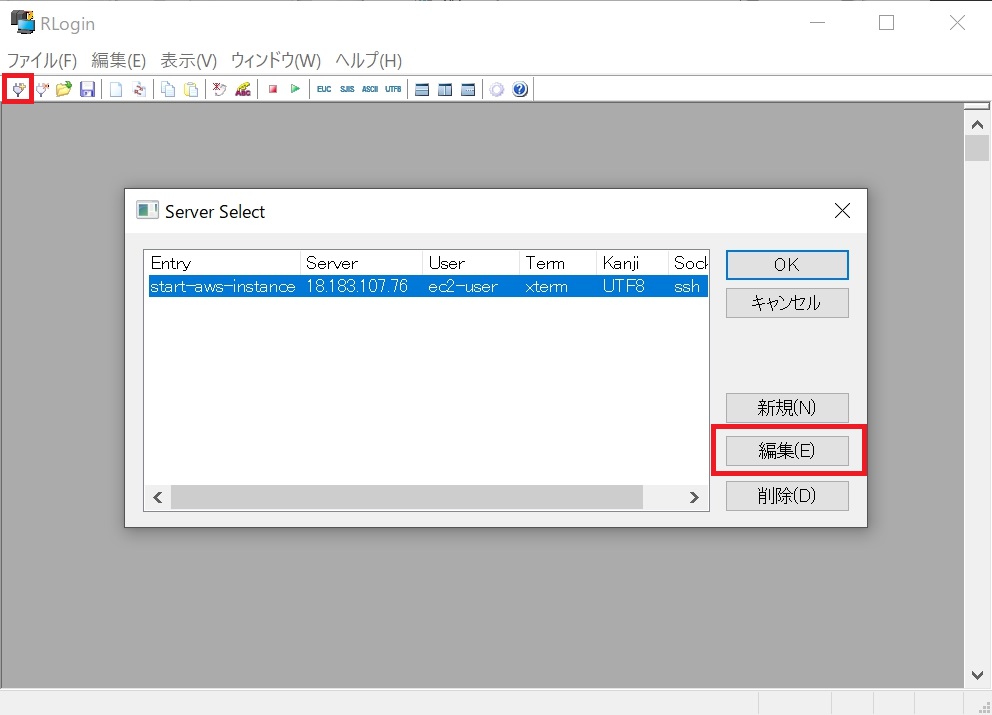 RLogin
ファイル(F) 編集(E) 表示(V) ウィンドウ(W) ヘルプ(H)
ABC EUC SJIS ASCII UTF8 ?
Server Select
Entry Server User Term Kanji Sock
start-aws-instance 18.183.107.76 ec2-user xterm UTF8 ssh
OK
キャンセル
新規(N)
編集(E)
削除(D)